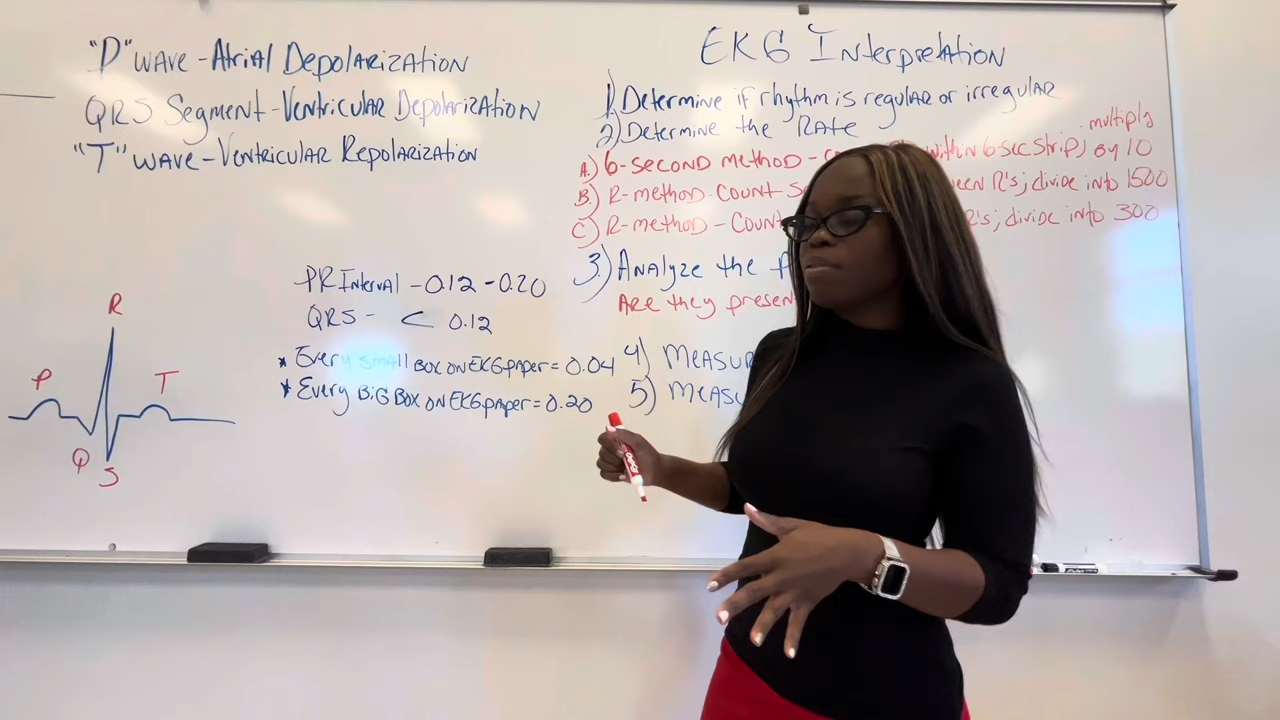 "P" wave - Atrial Depolarization
QRS Segment - Ventricular Depolarization
"T" wave - Ventricular Repolarization
PR Interval - 0.12 - 0.20
QRS - < 0.12
* Every small box on EKG paper = 0.04
* Every Big Box on EKG paper = 0.20
R
P
T
Q
S
EKG Interpretation
1) Determine if rhythm is regular or irregular
2) Determine the Rate
A.) 6-second method - within 6-sec strip; multiply by 10
B.) R-method - Count R's; divide into 1500
C) R-method - Count R's; divide into 300
3.) Analyze the
Are they present
4)
5)
EXPO